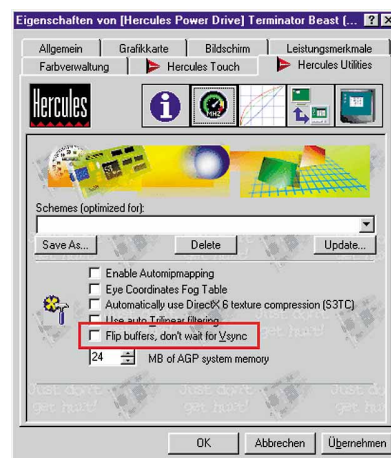 Eigenschaften von [Hercules Power Drive] Terminator Beast (...
Allgemein Grafikkarte Bildschirm Leistungsmerkmale
Farbverwaltung Hercules Touch Hercules Utilities
Hercules
MHZ
Schemes (optimized for):
Save As... Delete Update...
Enable Automipmapping
Eye Coordinates Fog Table
Automatically use DirectX 6 texture compression (S3TC)
Use auto Trilinear filtering
Flip buffers, don't wait for Vsync
24 MB of AGP system memory
OK Abbrechen Übernehmen